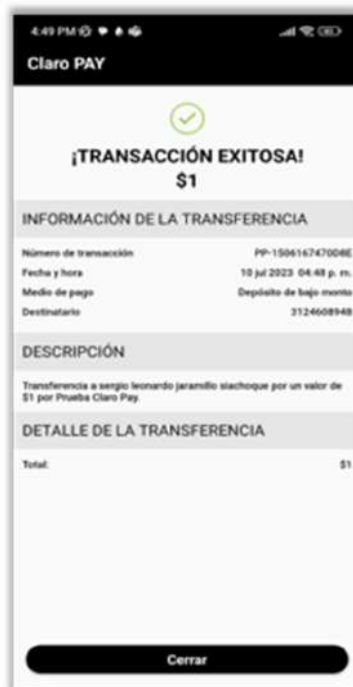 4:49 PM
Claro PAY
¡TRANSACCIÓN EXITOSA!
$1
INFORMACIÓN DE LA TRANSFERENCIA
Número de transacción PP-15061674700BE
Fecha y hora 10 jul 2023 04:48 p. m.
Medio de pago Depósito de bajo monto
Destinatario 3124608948
DESCRIPCIÓN
Transferencia a sergio leonardo jaramillo siachoque por un valor de
$1 por Prueba Claro Pay.
DETALLE DE LA TRANSFERENCIA
Total: $1
Cerrar